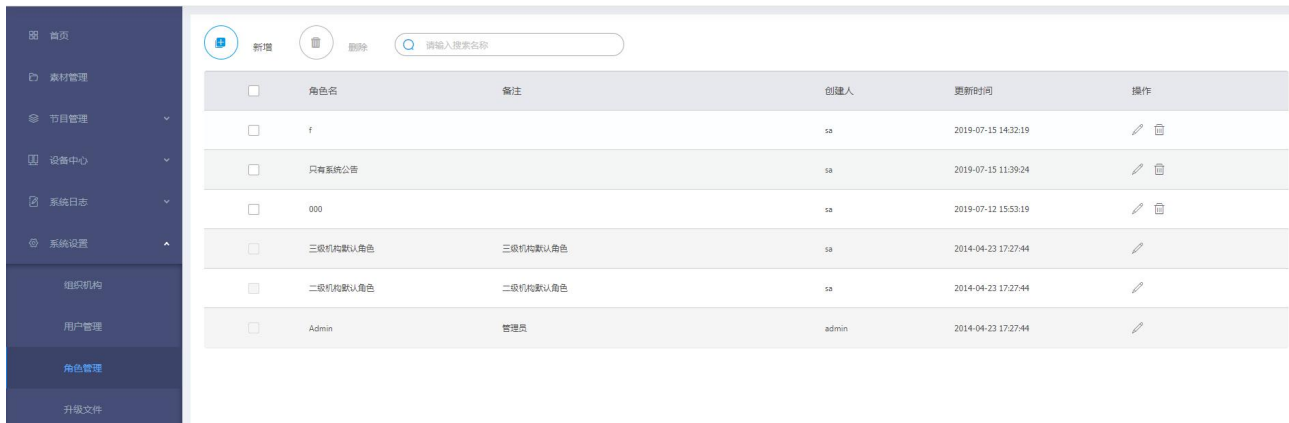 首页
素材管理
节目管理
设备中心
系统日志
系统设置
组织机构
用户管理
角色管理
升级文件
新增 删除 请输入搜索名称
角色名 备注 创建人 更新时间 操作
f sa 2019-07-15 14:32:19
只有系统公告 sa 2019-07-15 11:39:24
000 sa 2019-07-12 15:53:19
三级机构默认角色 三级机构默认角色 sa 2014-04-23 17:27:44
二级机构默认角色 二级机构默认角色 sa 2014-04-23 17:27:44
Admin 管理员 admin 2014-04-23 17:27:44